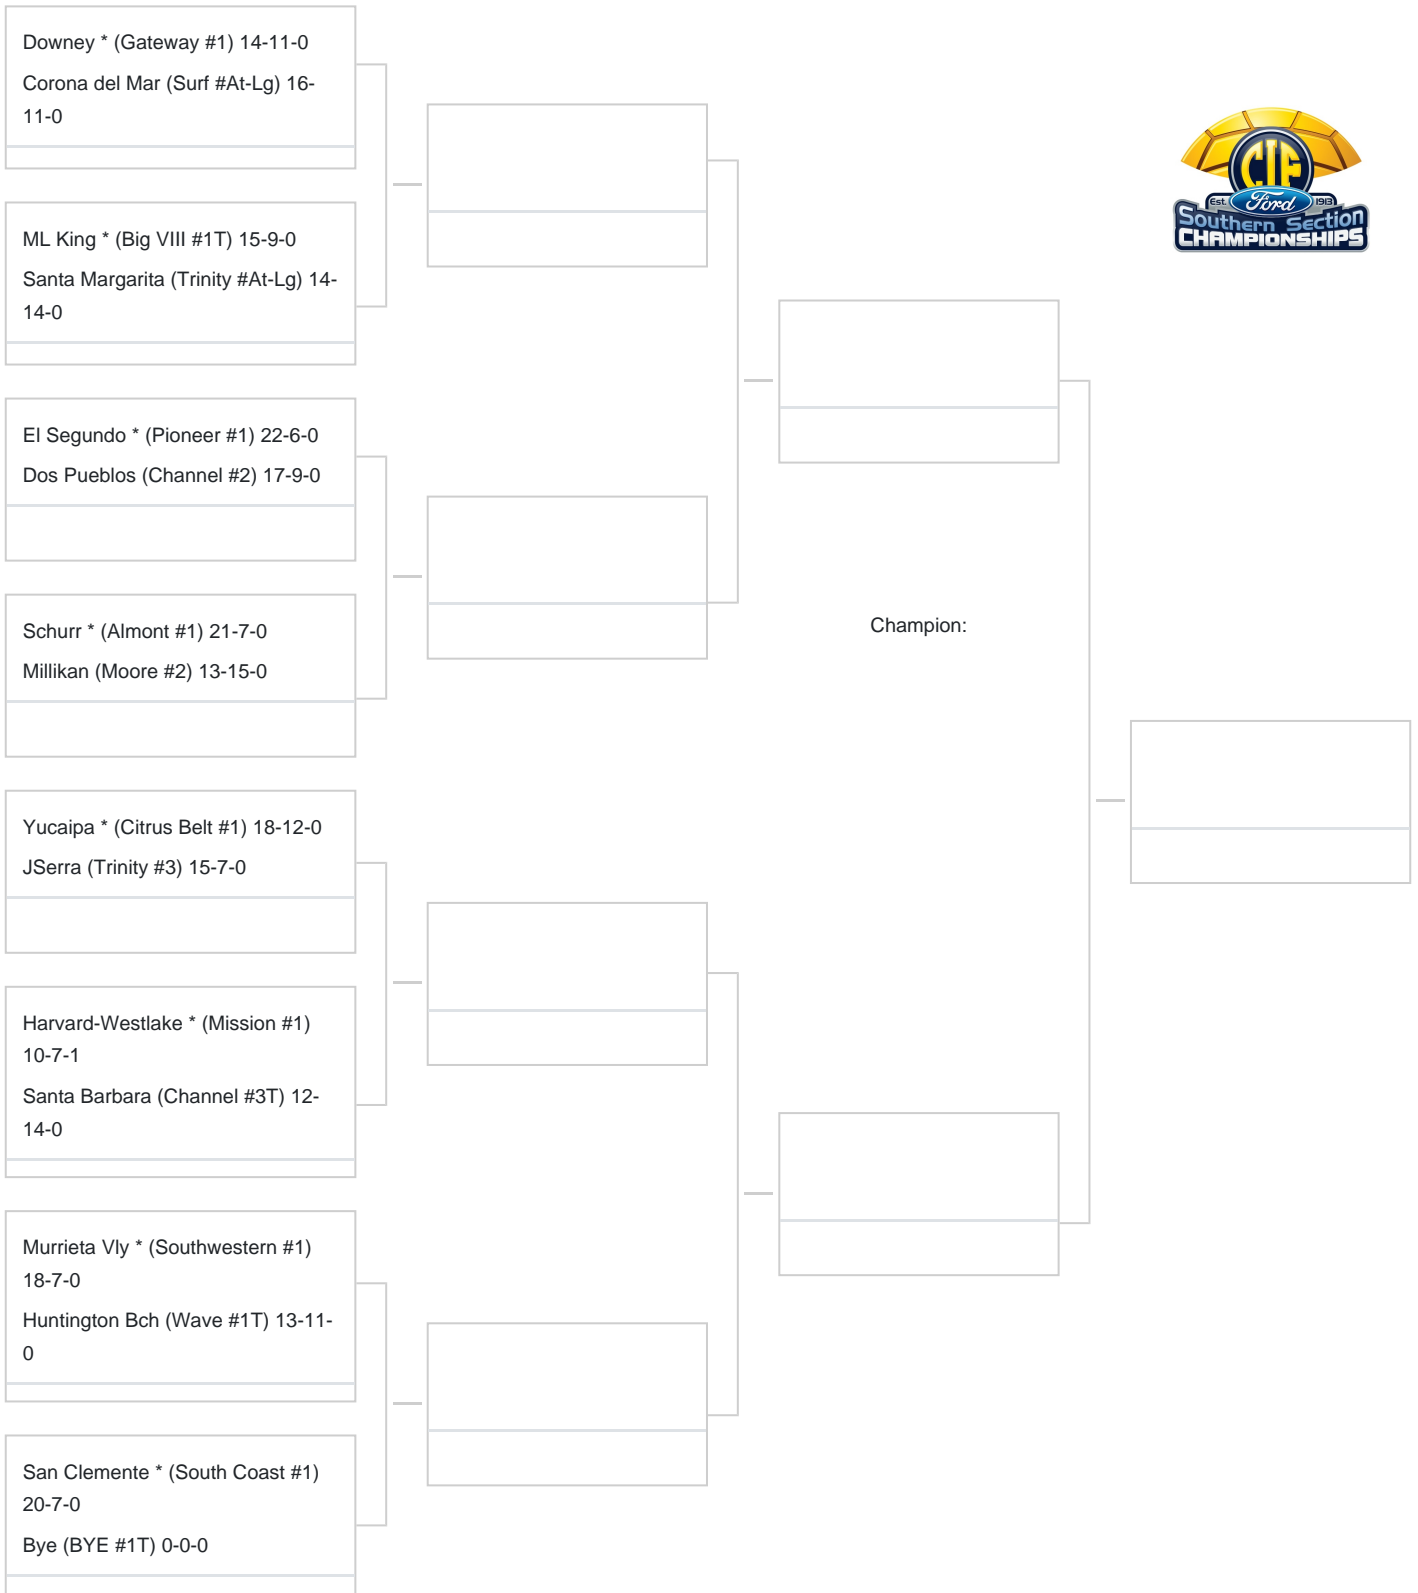 Downey * (Gateway #1) 14-11-0
Corona del Mar (Surf #At-Lg) 16-
11-0
ML King * (Big VIII #1T) 15-9-0
Santa Margarita (Trinity #At-Lg) 14-
14-0
El Segundo * (Pioneer #1) 22-6-0
Dos Pueblos (Channel #2) 17-9-0
Schurr * (Almont #1) 21-7-0
Millikan (Moore #2) 13-15-0
Yucaipa * (Citrus Belt #1) 18-12-0
JSerra (Trinity #3) 15-7-0
Harvard-Westlake * (Mission #1)
10-7-1
Santa Barbara (Channel #3T) 12-
14-0
Murrieta Vly * (Southwestern #1)
18-7-0
Huntington Bch (Wave #1T) 13-11-
0
San Clemente * (South Coast #1)
20-7-0
Bye (BYE #1T) 0-0-0
Champion:
CIF
Est. Ford 1913
Southern Section
CHAMPIONSHIPS